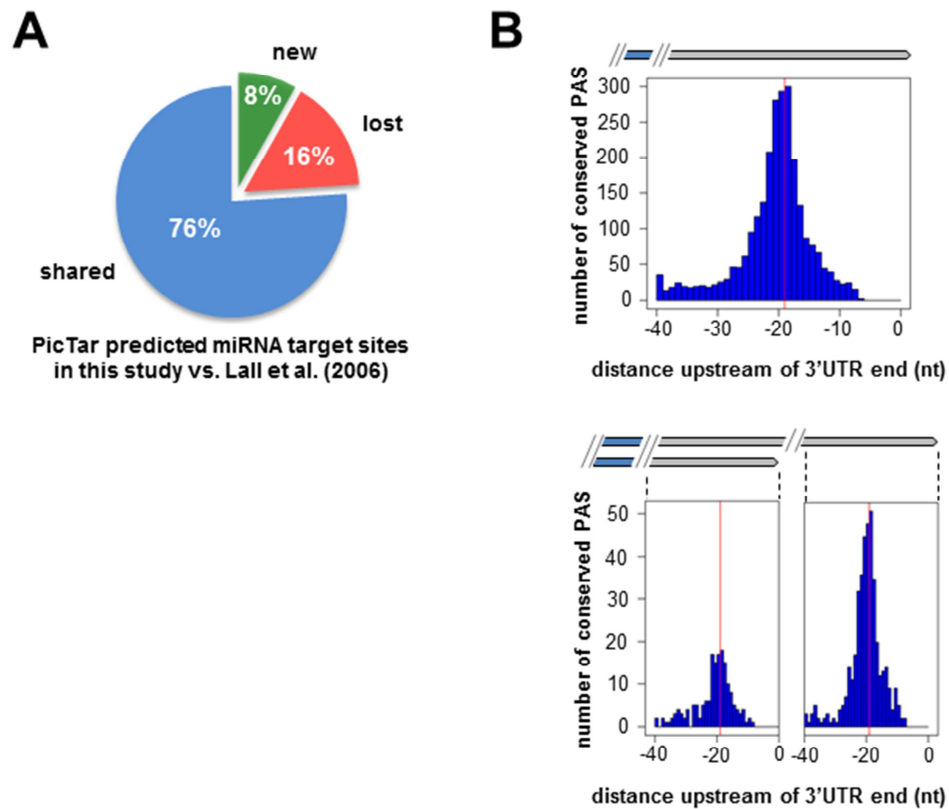 A
new
8%
lost
16%
76%
shared
PicTar predicted miRNA target sites
in this study vs. Lall et al. (2006)
B
number of conserved PAS
300
250
200
150
100
50
0
-40
-30
-20
-10
0
distance upstream of 3'UTR end (nt)
number of conserved PAS
50
40
30
20
10
0
-40
-20
0
-40
-20
0
distance upstream of 3'UTR end (nt)